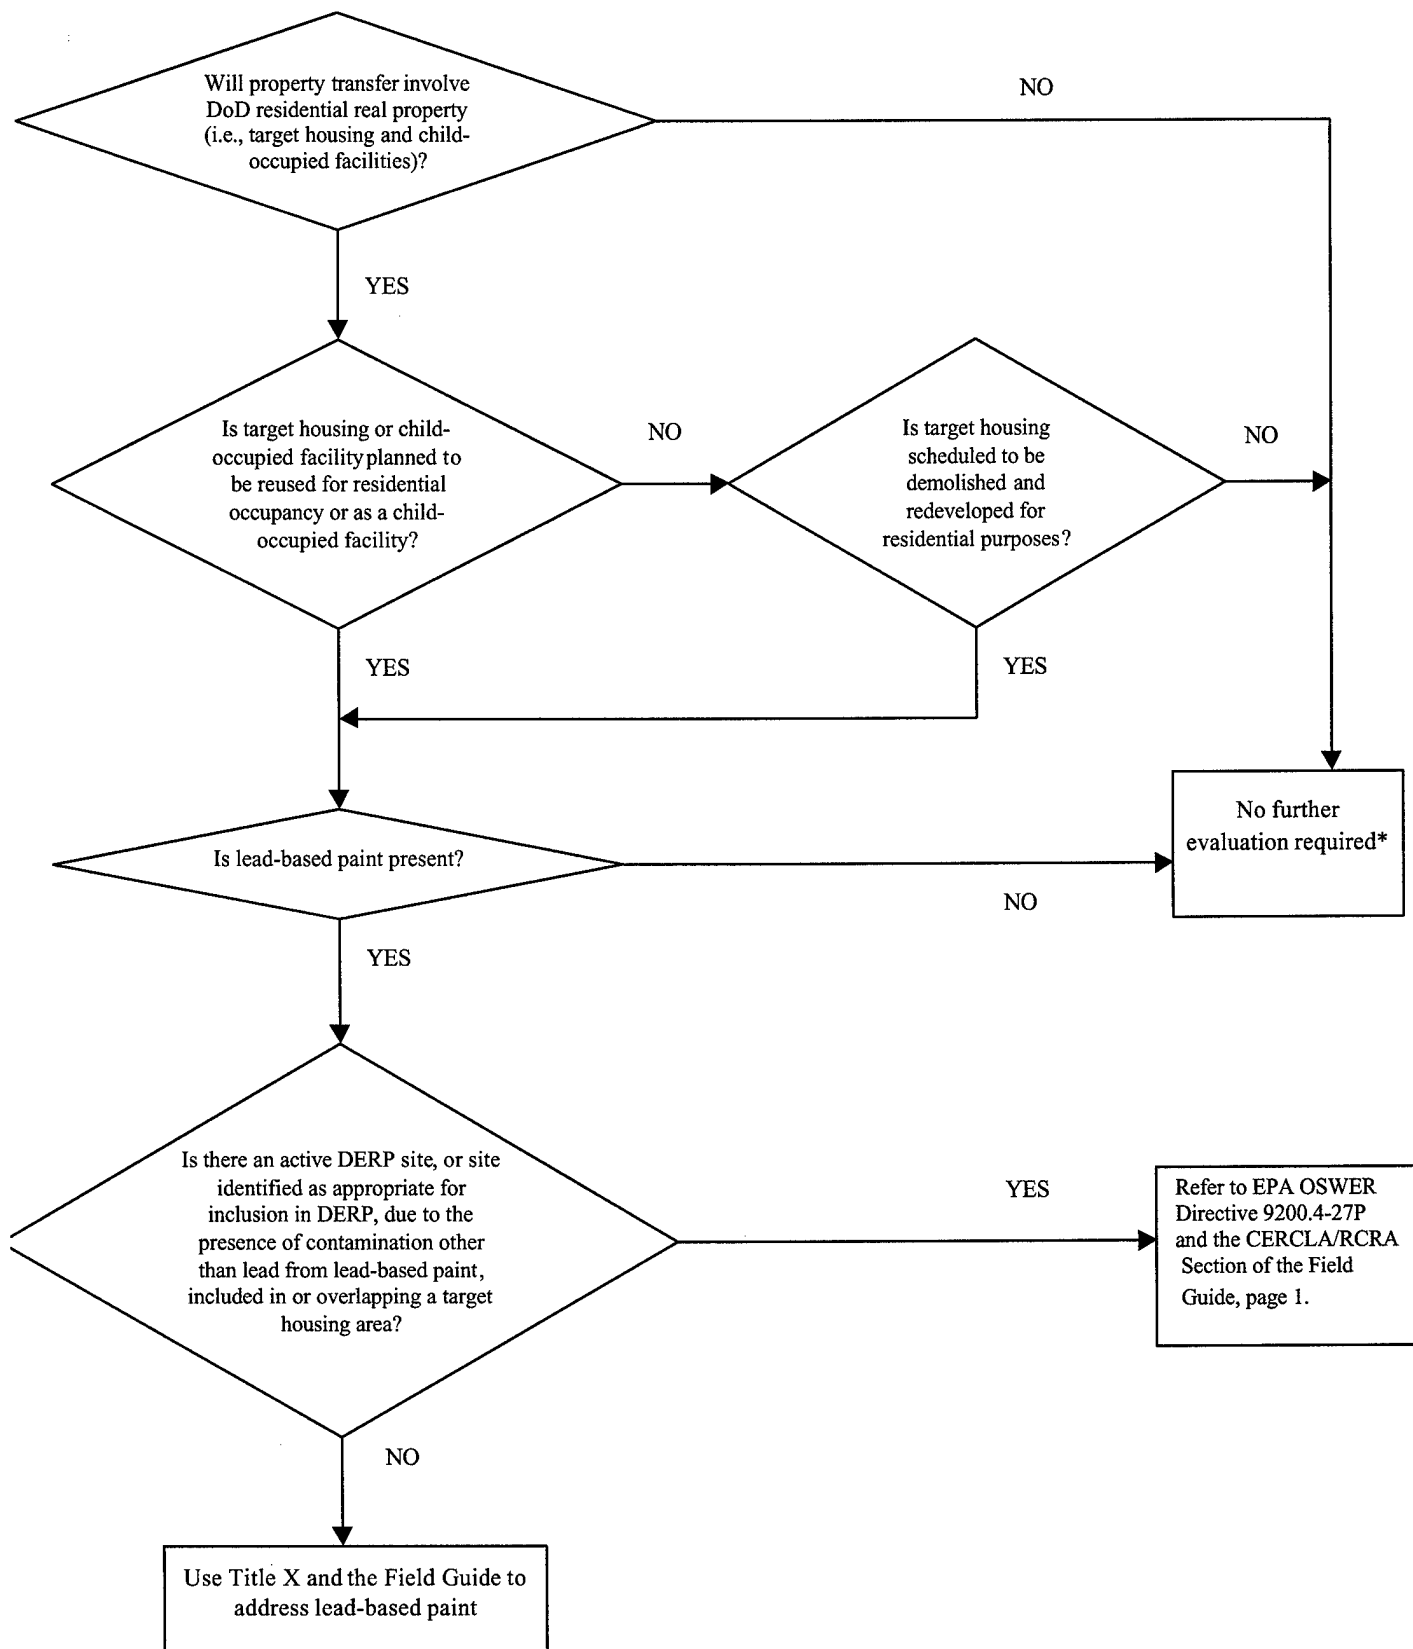 Will property transfer involve
DoD residential real property
(i.e., target housing and child-
occupied facilities)?
NO
YES
Is target housing or child-
occupied facility planned to
be reused for residential
occupancy or as a child-
occupied facility?
NO
Is target housing
scheduled to be
demolished and
redeveloped for
residential purposes?
NO
YES
YES
Is lead-based paint present?
NO
No further
evaluation required*
YES
Is there an active DERP site, or site
identified as appropriate for
inclusion in DERP, due to the
presence of contamination other
than lead from lead-based paint,
included in or overlapping a target
housing area?
YES
Refer to EPA OSWER
Directive 9200.4-27P
and the CERCLA/RCRA
Section of the Field
Guide, page 1.
NO
Use Title X and the Field Guide to
address lead-based paint